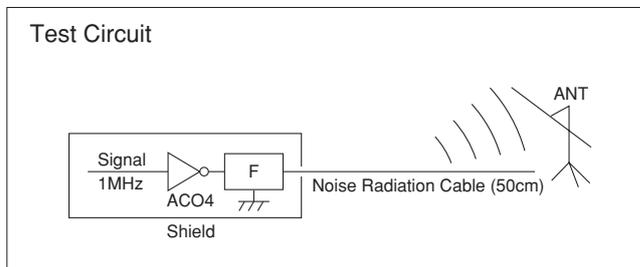 Test Circuit
ANT
Signal
1MHz
F
ACO4
Noise Radiation Cable (50cm)
Shield